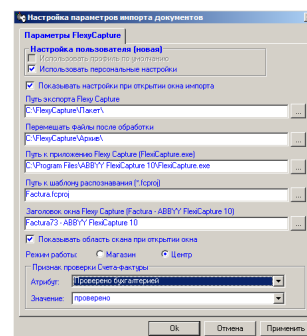 Настройка параметров импорта документов
Параметры FlexyCapture
Настройка пользователя (новая)
Использовать профиль по умолчанию
Использовать персональные настройки
Показывать настройки при открытии окна импорта
Путь экспорта Flexy Capture
C:\FlexyCapture\Пакет\
...
Перемещать файлы после обработки
C:\FlexyCapture\Архив\
...
Путь к приложению Flexy Capture (FlexiCapture.exe)
C:\Program Files\ABBYY FlexiCapture 10\FlexiCapture.exe
...
Путь к шаблону распознавания (*.fcproj)
Factura.fcproj
...
Заголовок окна Flexy Capture (Factura - ABBYY FlexiCapture 10)
Factura73 - ABBYY FlexiCapture 10
...
Показывать область скана при открытии окна
Режим работы: Магазин Центр
Признак проверки Счета-фактуры
Атрибут: Проверено бухгалтерией
Значение: проверено
Ok Отмена Применить